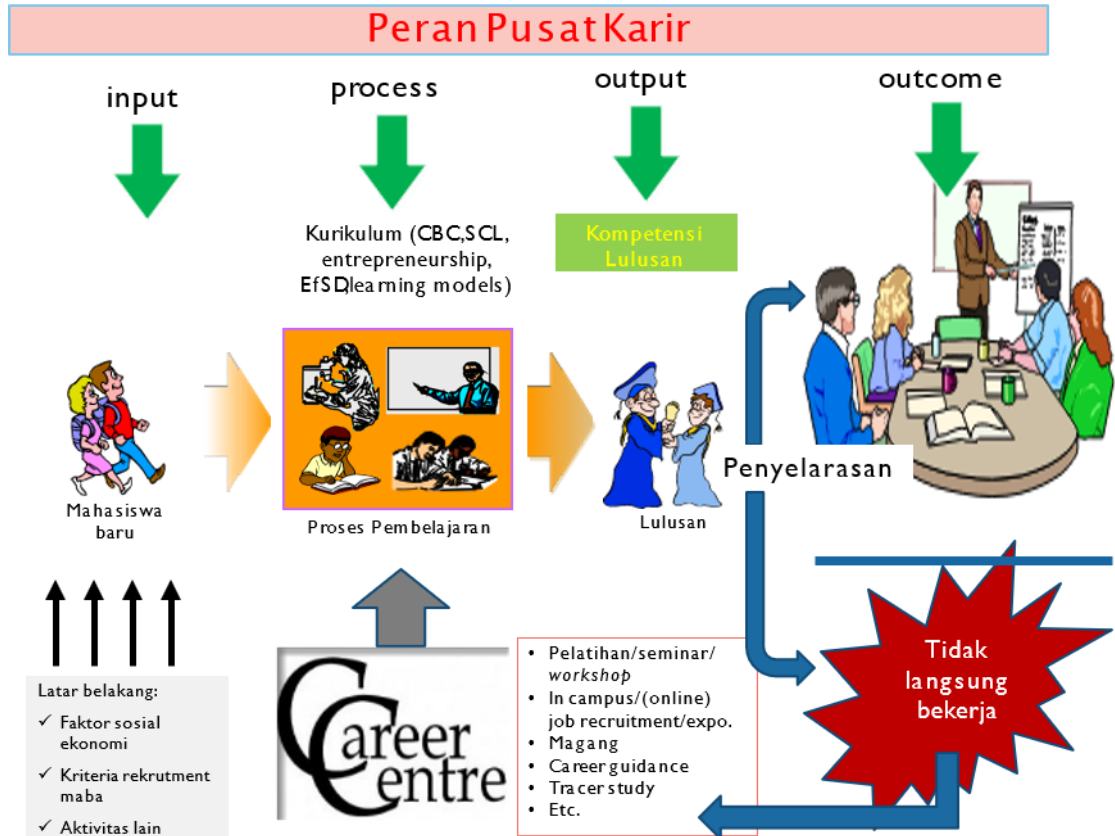 Peran Pusat Karir
input
process
output
outcome
Kurikulum (CBC,SCL,
entrepreneurship,
EfSD,learning models)
Kompetensi
Lulusan
Mahasiswa
baru
Proses Pembelajaran
Lulusan
Penyelarasan
Latar belakang:
✓ Faktor sosial
ekonomi
✓ Kriteria rekrutment
maba
✓ Aktivitas lain
Career
Centre
• Pelatihan/seminar/
workshop
• In campus/(online)
job recruitment/expo.
• Magang
• Career guidance
• Tracer study
• Etc.
Tidak
langsung
bekerja